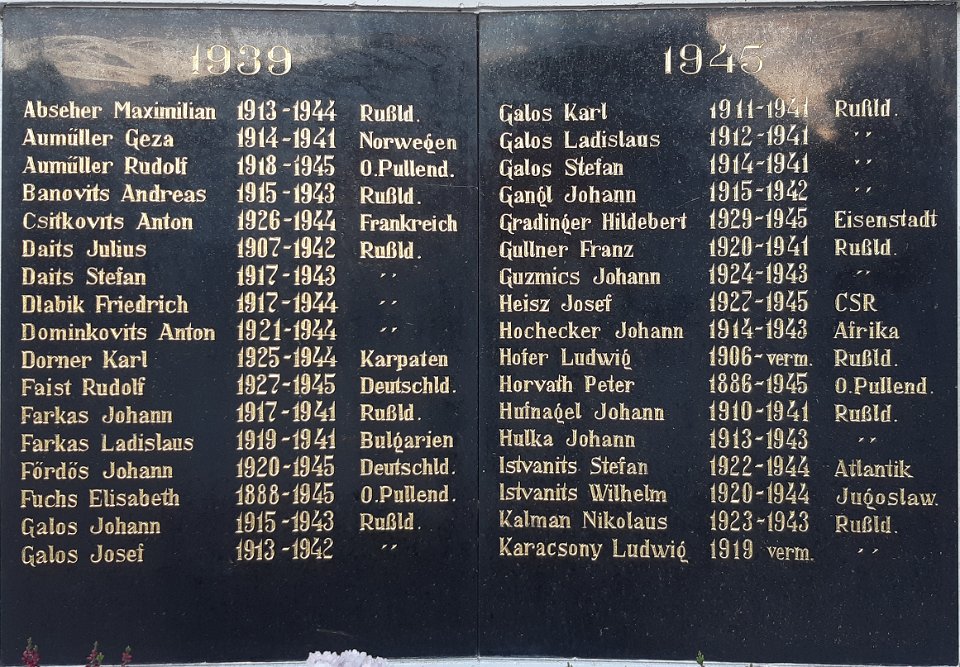 1939
Abseher Maximilian 1913-1944 Rußld.
Aumüller Geza 1914-1941 Norwegen
Aumüller Rudolf 1918-1945 O.Pullend.
Banovits Andreas 1915-1943 Rußld.
Csitkovits Anton 1926-1944 Frankreich
Daits Julius 1907-1942 Rußld.
Daits Stefan 1917-1943 ´´
Dlabik Friedrich 1917-1944 ´´
Dominkovits Anton 1921-1944 ´´
Dorner Karl 1925-1944 Karpaten
Faist Rudolf 1927-1945 Deutschld.
Farkas Johann 1917-1941 Rußld.
Farkas Ladislaus 1919-1941 Bulgarien
Fördös Johann 1920-1945 Deutschld.
Fuchs Elisabeth 1888-1945 O.Pullend.
Galos Johann 1915-1943 Rußld.
Galos Josef 1913-1942 ´´
1945
Galos Karl 1911-1941 Rußld.
Galos Ladislaus 1912-1941 ´´
Galos Stefan 1914-1941 ´´
Gangl Johann 1915-1942 ´´
Gradinger Hildebert 1929-1945 Eisenstadt
Gullner Franz 1920-1941 Rußld.
Guzmics Johann 1924-1943 ´´
Heisz Josef 1927-1945 CSR
Hochecker Johann 1914-1943 Afrika
Hofer Ludwig 1906-verm. Rußld.
Horvath Peter 1886-1945 O.Pullend.
Hufnagel Johann 1910-1941 Rußld.
Hulka Johann 1913-1943 ´´
Istvanits Stefan 1922-1944 Atlantik
Istvanits Wilhelm 1920-1944 Jugoslaw.
Kalman Nikolaus 1923-1943 Rußld.
Karacsony Ludwig 1919 verm. ´´